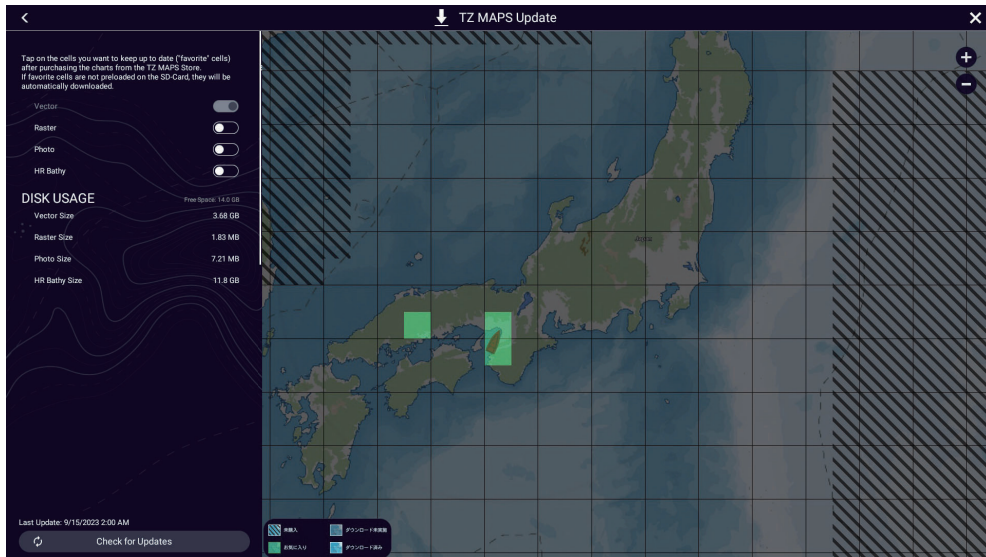 TZ MAPS Update
Tap on the cells you want to keep up to date ("favorite" cells)
after purchasing the charts from the TZ MAPS Store.
If favorite cells are not preloaded on the SD-Card, they will be
automatically downloaded.
Vector
Raster
Photo
HR Bathy
DISK USAGE Free Space: 14.0 GB
Vector Size 3.68 GB
Raster Size 1.83 MB
Photo Size 7.21 MB
HR Bathy Size 11.8 GB
Last Update: 9/15/2023 2:00 AM
Check for Updates
未購入 ダウンロード未実施
お気に入り ダウンロード済み